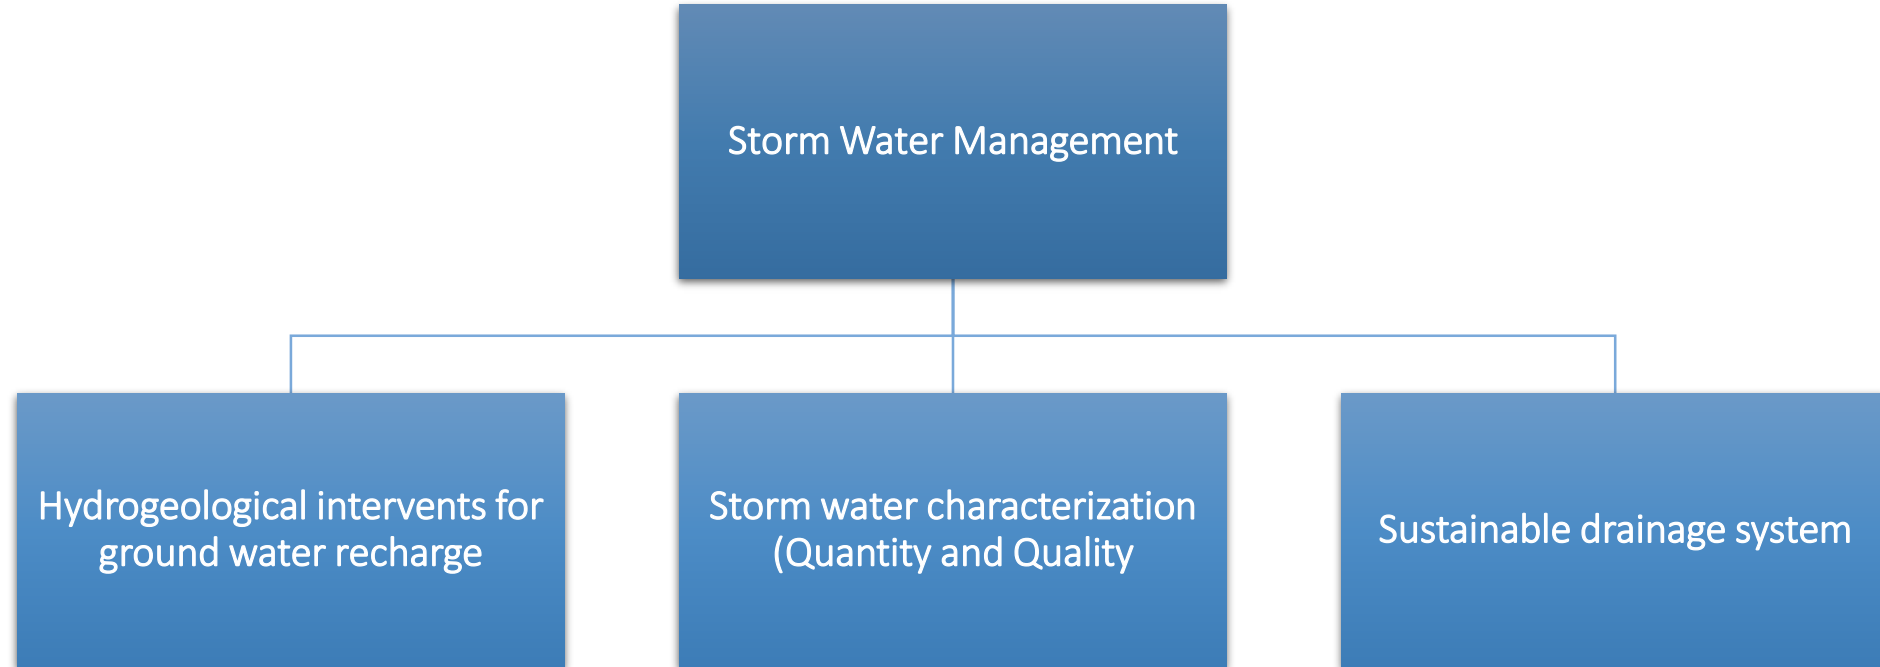 Storm Water Management
Hydrogeological intervents for
ground water recharge
Storm water characterization
(Quantity and Quality
Sustainable drainage system